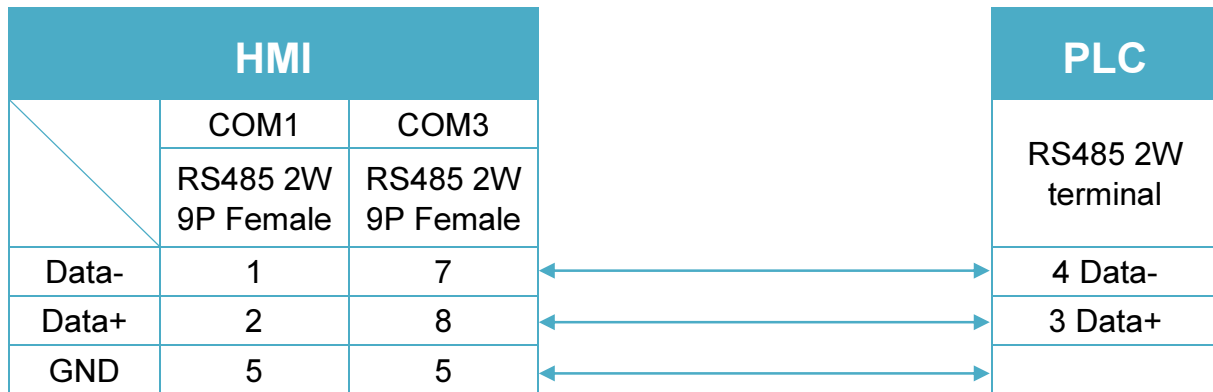 HMI PLC
COM1 COM3
RS485 2W RS485 2W RS485 2W
9P Female 9P Female terminal
Data- 1 7 4 Data-
Data+ 2 8 3 Data+
GND 5 5